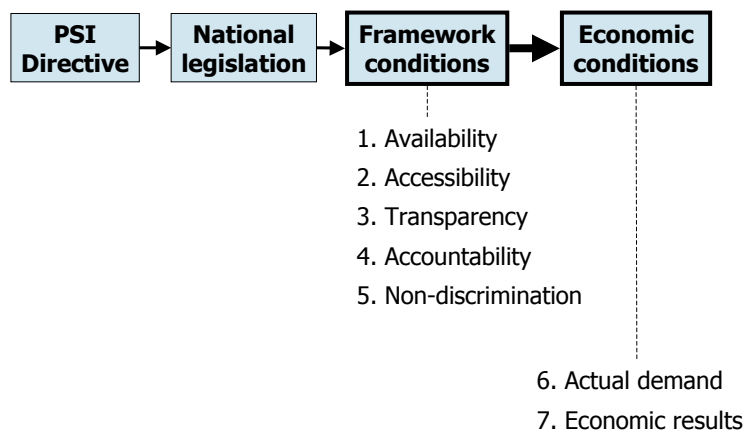 PSI
Directive
National
legislation
Framework
conditions
Economic
conditions
1. Availability
2. Accessibility
3. Transparency
4. Accountability
5. Non-discrimination
6. Actual demand
7. Economic results